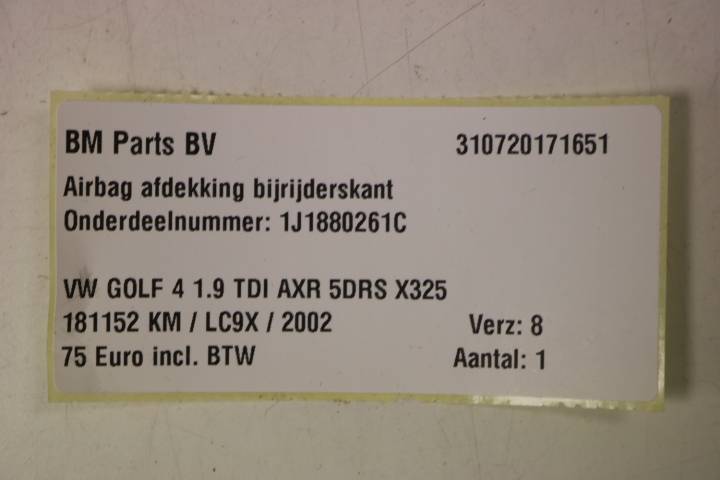 BM Parts BV 310720171651
Airbag afdekking bijrijderskant
Onderdeelnummer: 1J1880261C
VW GOLF 4 1.9 TDI AXR 5DRS X325
181152 KM / LC9X / 2002 Verz: 8
75 Euro incl. BTW Aantal: 1